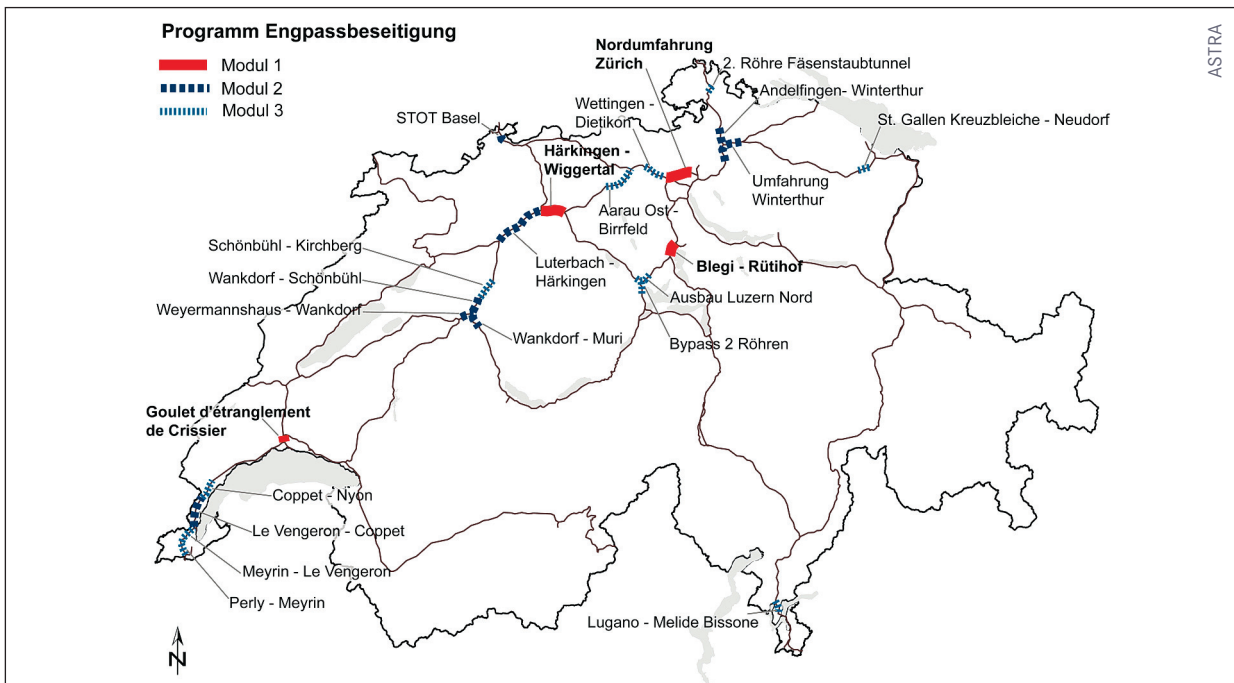 Programm Engpassbeseitigung
Modul 1
Modul 2
Modul 3
ASTRA
Nordumfahrung
Zürich
2. Röhre Fäsenstaubtunnel
Andelfingen- Winterthur
Wettingen -
Dietikon
STOT Basel
St. Gallen Kreuzbleiche - Neudorf
Härkingen -
Wiggertal
Umfahrung
Winterthur
Aarau Ost -
Birrfeld
Schönbühl - Kirchberg
Luterbach -
Härkingen
Blegi - Rütihof
Wankdorf - Schönbühl
Ausbau Luzern Nord
Weyermannshaus - Wankdorf
Wankdorf - Muri
Bypass 2 Röhren
Goulet d'étranglement
de Crissier
Coppet - Nyon
Le Vengeron - Coppet
Meyrin - Le Vengeron
Perly - Meyrin
Lugano - Melide Bissone
N